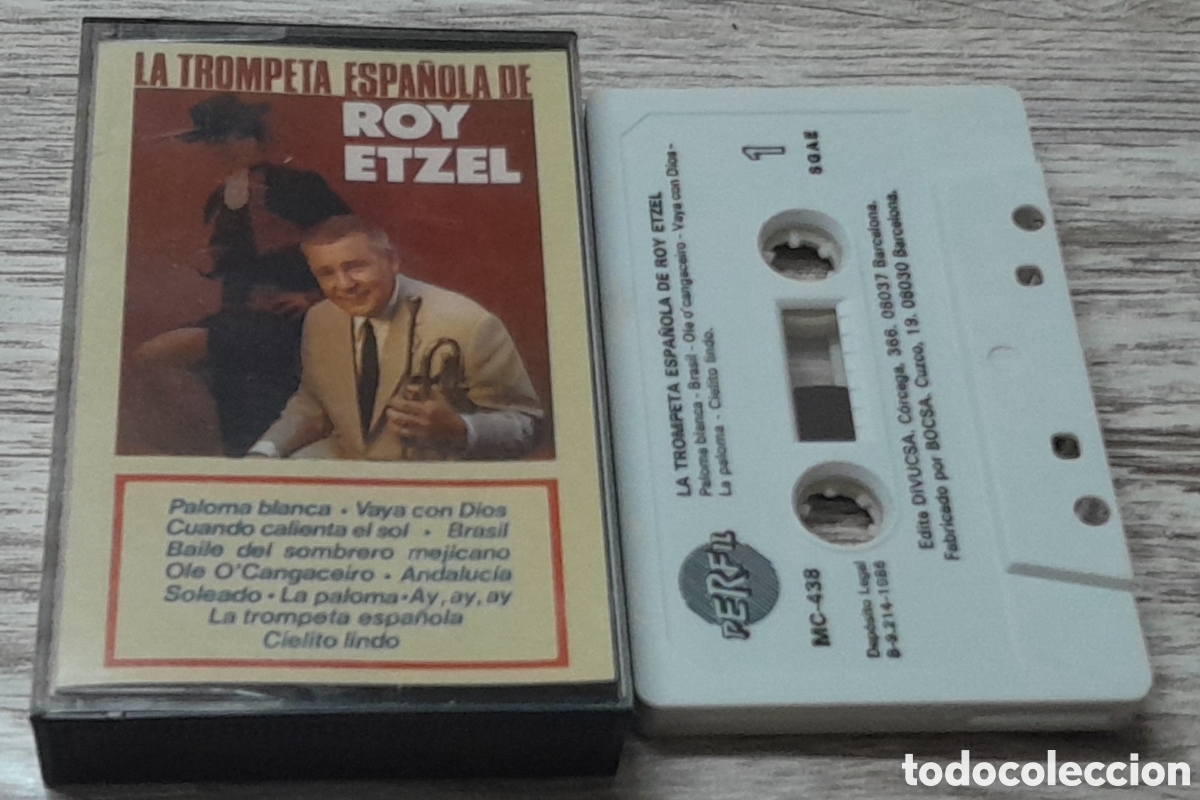 LA TROMPETA ESPAÑOLA DE
ROY
ETZEL
Paloma blanca • Vaya con Dios
Cuando calienta el sol • Brasil
Baile del sombrero mejicano
Ole O'Cangaceiro • Andalucía
Soleado • La paloma • Ay, ay, ay
La trompeta española
Cielito lindo
LA TROMPETA ESPAÑOLA DE ROY ETZEL
Paloma blanca - Brasil - Ole o'cangaceiro - Vaya con Dios -
La paloma - Cielito lindo.
1
SGAE
PERFIL
MC-438
Depósito Legal
B-9.214-1986
Edita DIVUCSA. Córcega, 366. 08037 Barcelona.
Fabricado por BOCSA. Cuzco, 19. 08030 Barcelona.
todocoleccion